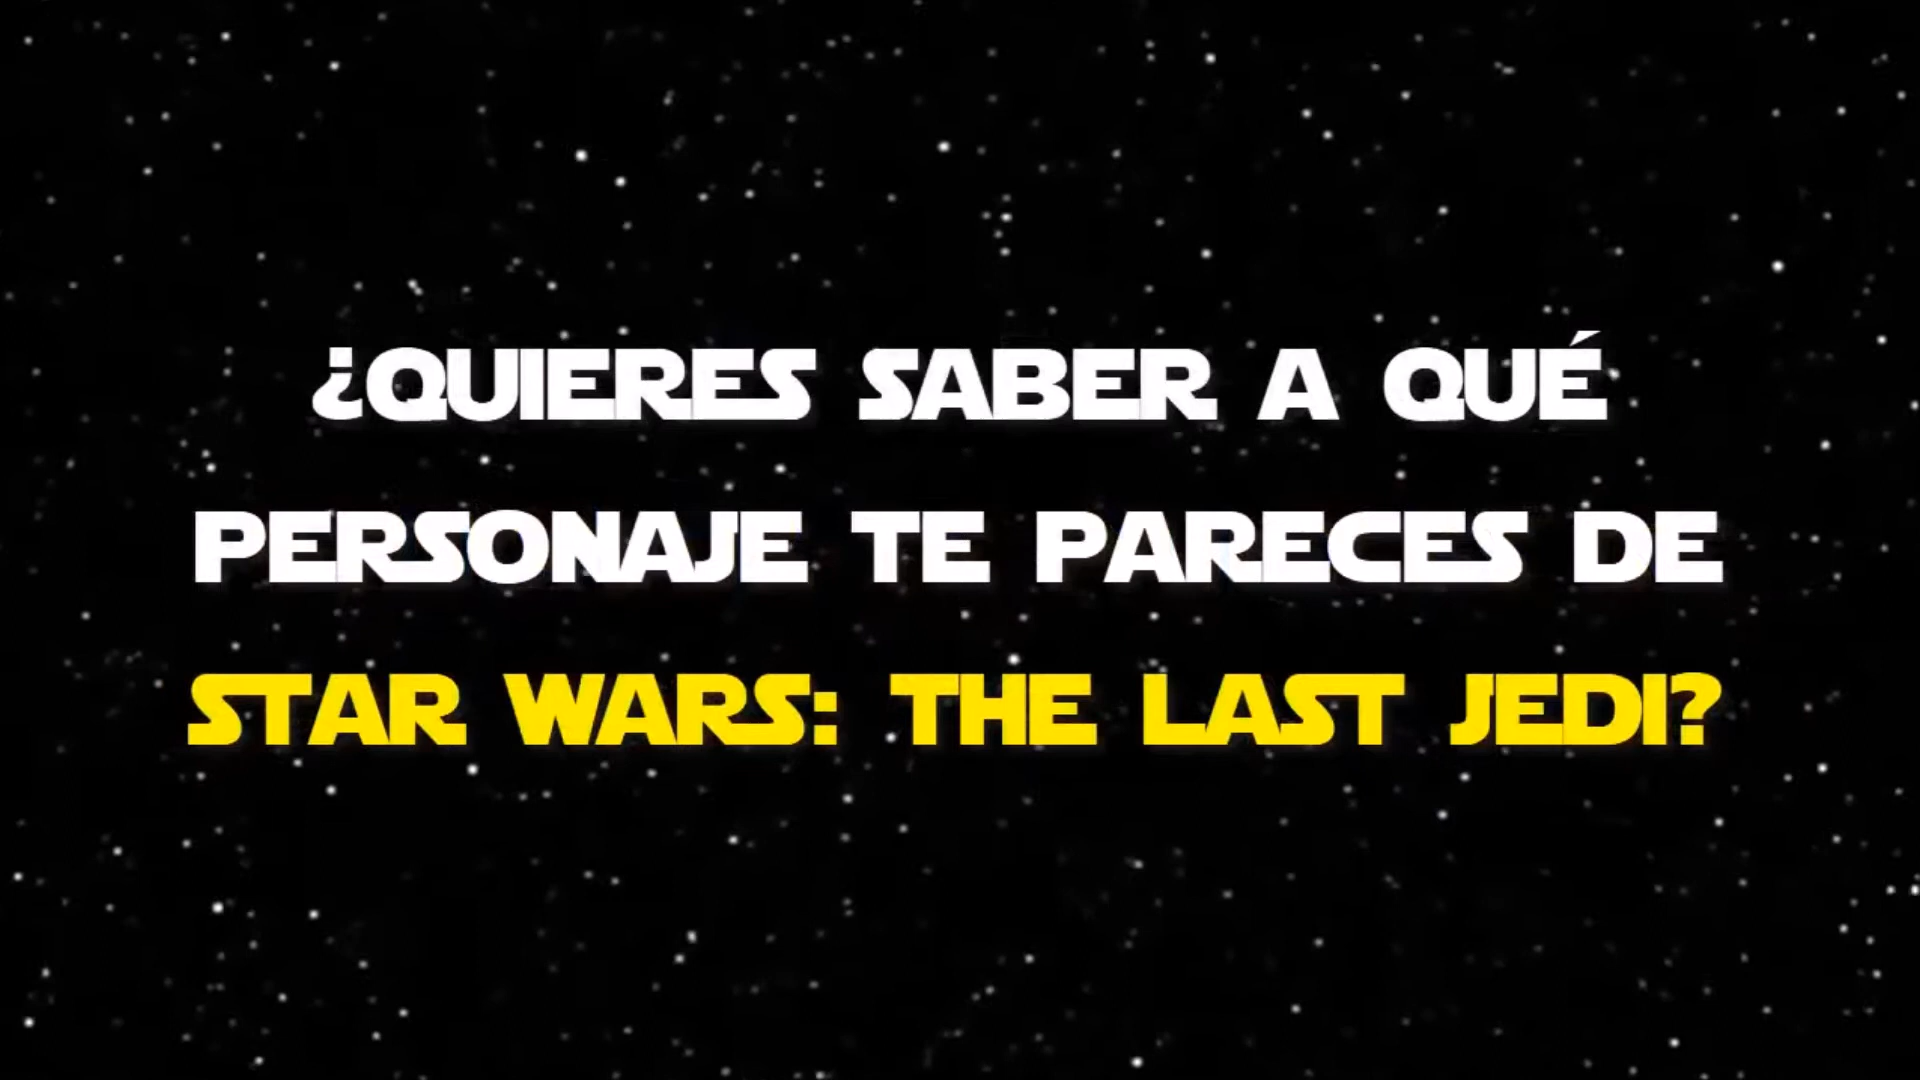 ¿QUIERES SABER A QUÉ
PERSONAJE TE PARECES DE
STAR WARS: THE LAST JEDI?